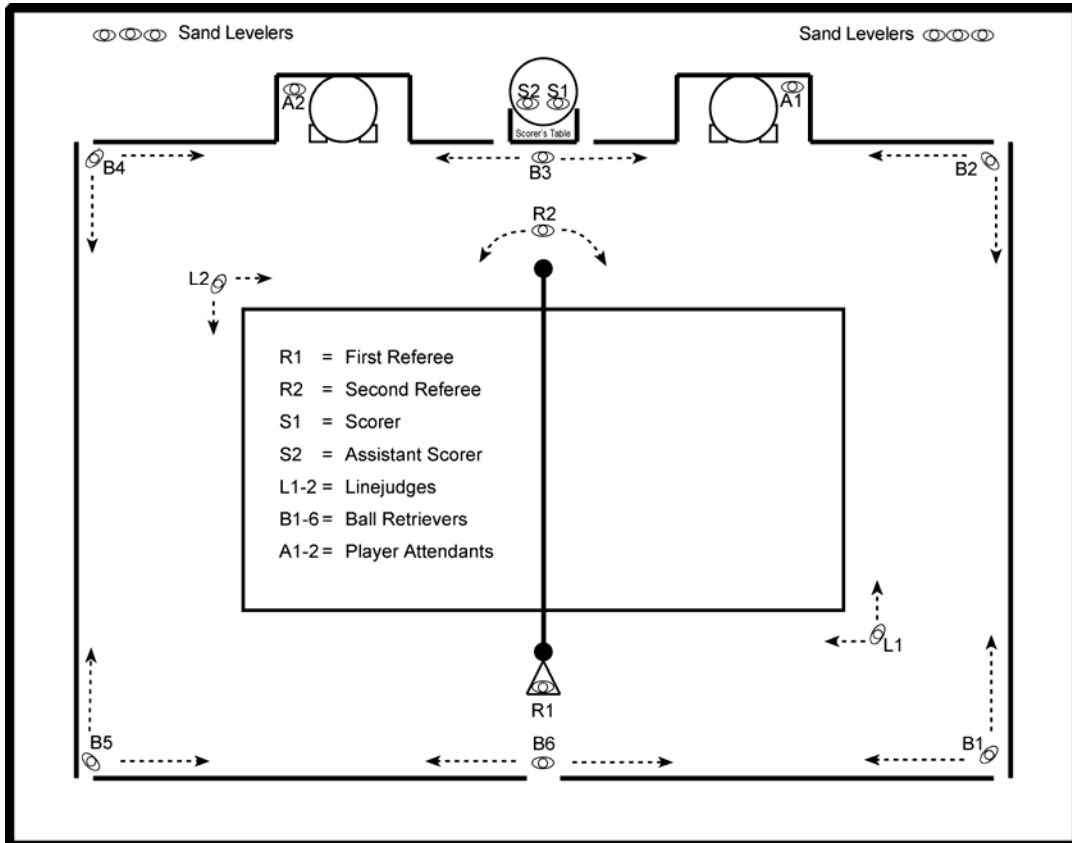 Sand Levelers
Sand Levelers
A2
S2 S1
A1
Scorer's Table
B4
B3
B2
R2
L2
R1 = First Referee
R2 = Second Referee
S1 = Scorer
S2 = Assistant Scorer
L1-2 = Linejudges
B1-6 = Ball Retrievers
A1-2 = Player Attendants
L1
R1
B5
B6
B1